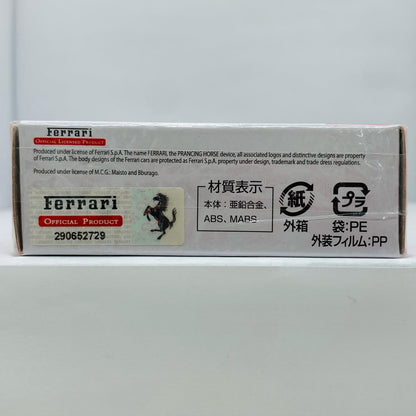 Ferrari
OFFICIAL LICENSED PRODUCT
Produced under license of Ferrari S.p.A. The name FERRARI, the PRANCING HORSE device, all associated logos and distinctive designs are property
of Ferrari S.p.A. The body designs of the Ferrari cars are protected as Ferrari S.p.A. property under design, trademark and trade dress regulations.
Produced under license of M.C.G.: Maisto and Bburago.
Ferrari
OFFICIAL PRODUCT
290652729
材質表示
本体：亜鉛合金、
ABS、MABS
紙
外箱
プラ
袋：PE
外装フィルム：PP